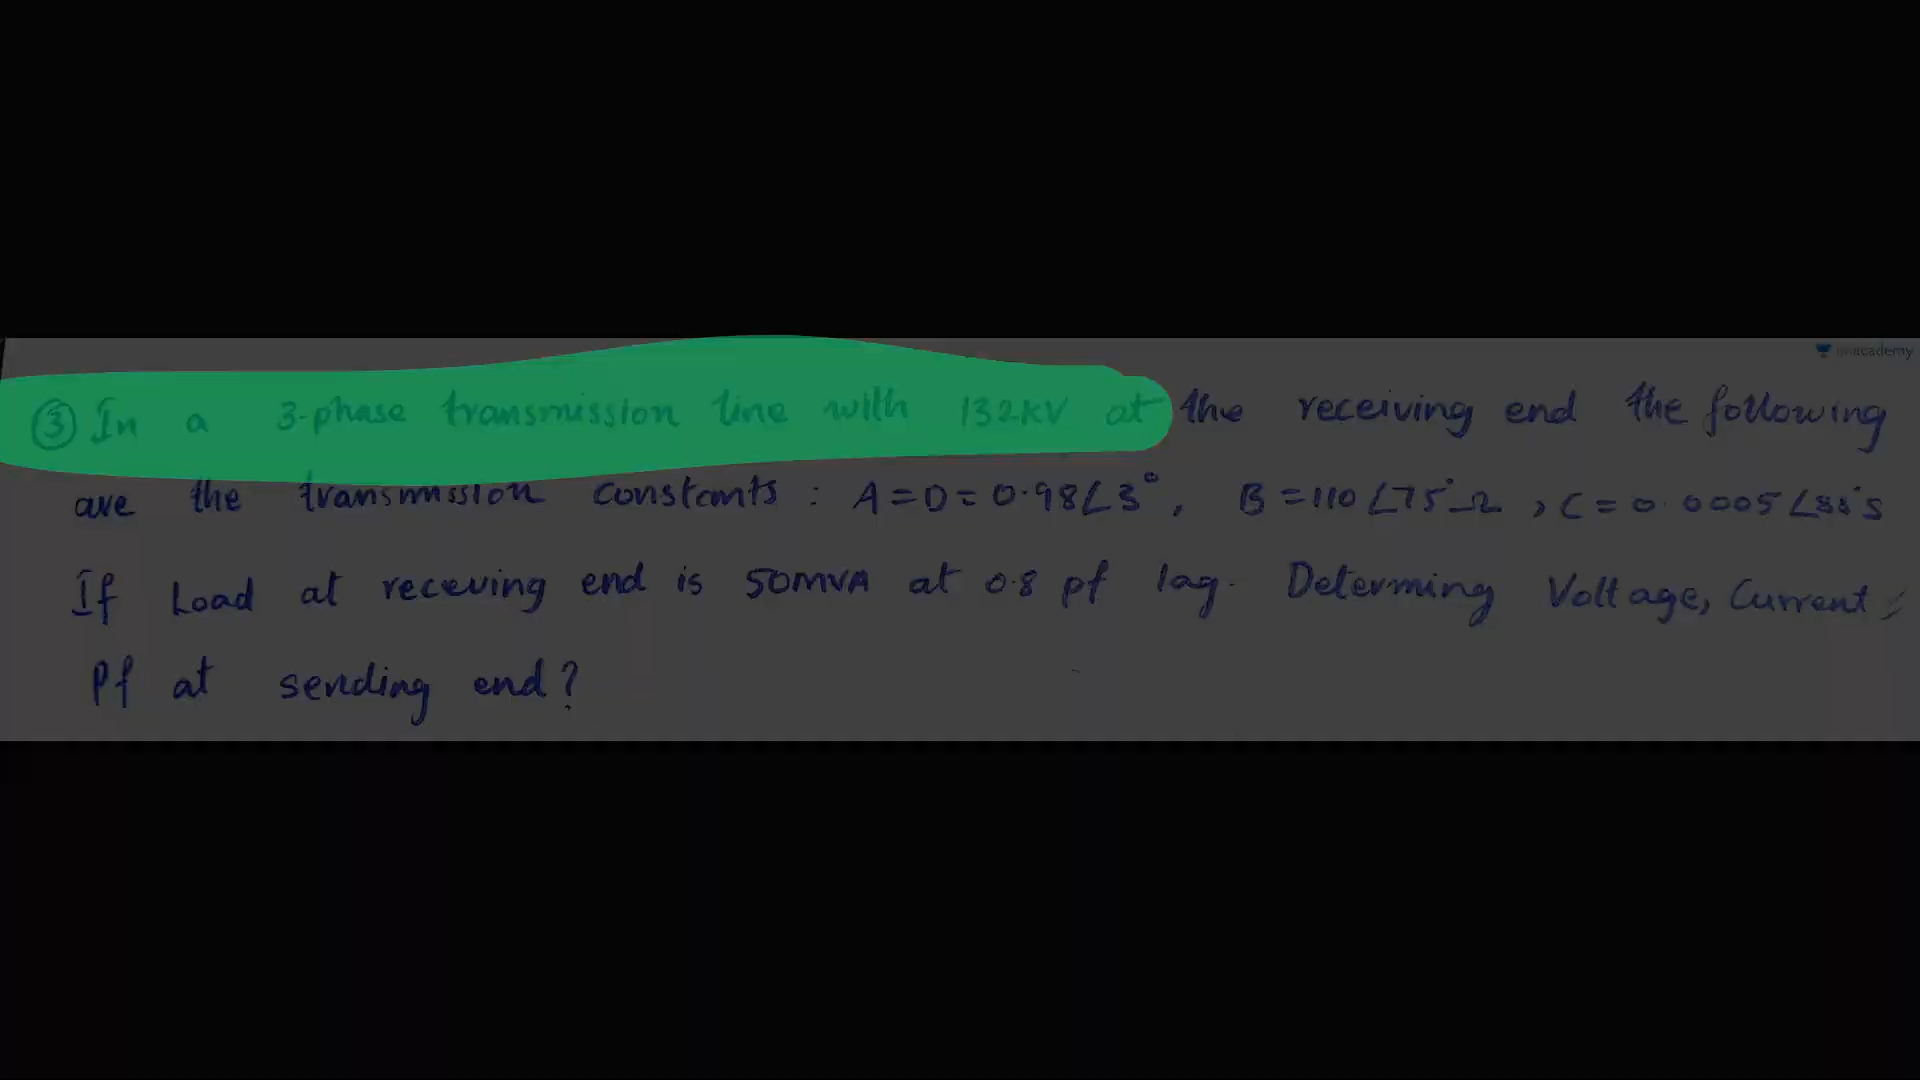 unacademy
③ In a 3-phase transmission line with 132KV at the receiving end the following
are the transmission constants : A = D = 0.98∠3°, B = 110∠75°Ω, C = 0.0005∠88°S
If Load at receving end is 50MVA at 0.8 pf lag. Determing Voltage, Current,
Pf at sending end?